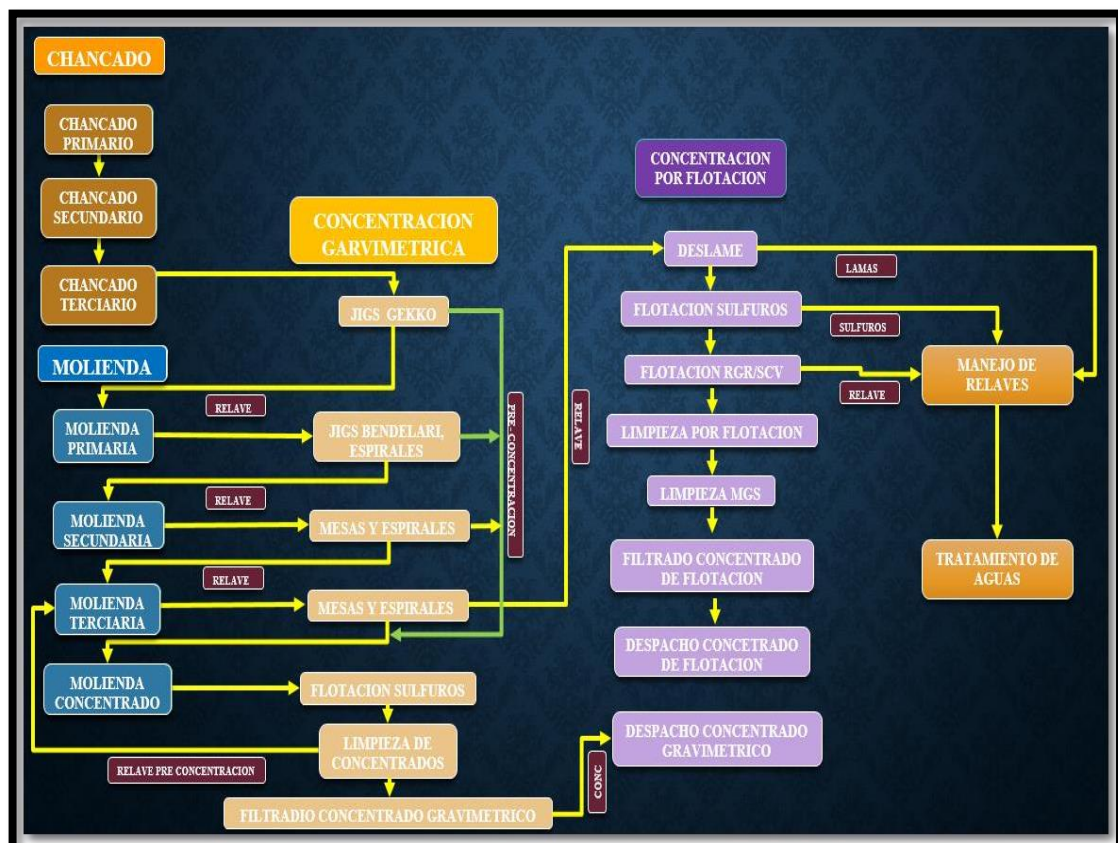 CHANCADO
CHANCADO
PRIMARIO
CHANCADO
SECUNDARIO
CHANCADO
TERCIARIO
MOLIENDA
MOLIENDA
PRIMARIA
MOLIENDA
SECUNDARIA
MOLIENDA
TERCIARIA
MOLIENDA
CONCENTRADO
RELAVE
RELAVE
RELAVE
RELAVE PRE CONCENTRACION
CONCENTRACION
GARVIMETRICA
JIGS GEKKO
JIGS BENDELARI,
ESPIRALES
MESAS Y ESPIRALES
MESAS Y ESPIRALES
FLOTACION SULFUROS
LIMPIEZA DE
CONCENTRADOS
FILTRADIO CONCENTRADO GRAVIMETRICO
PRE - CONCENTRACION
RELAVE
CONC
CONCENTRACION
POR FLOTACION
DESLAME
FLOTACION SULFUROS
FLOTACION RGR/SCV
LIMPIEZA POR FLOTACION
LIMPIEZA MGS
FILTRADO CONCENTRADO
DE FLOTACION
DESPACHO CONCETRADO
DE FLOTACION
DESPACHO CONCENTRADO
GRAVIMETRICO
LAMAS
SULFUROS
RELAVE
MANEJO DE
RELAVES
TRATAMIENTO DE
AGUAS